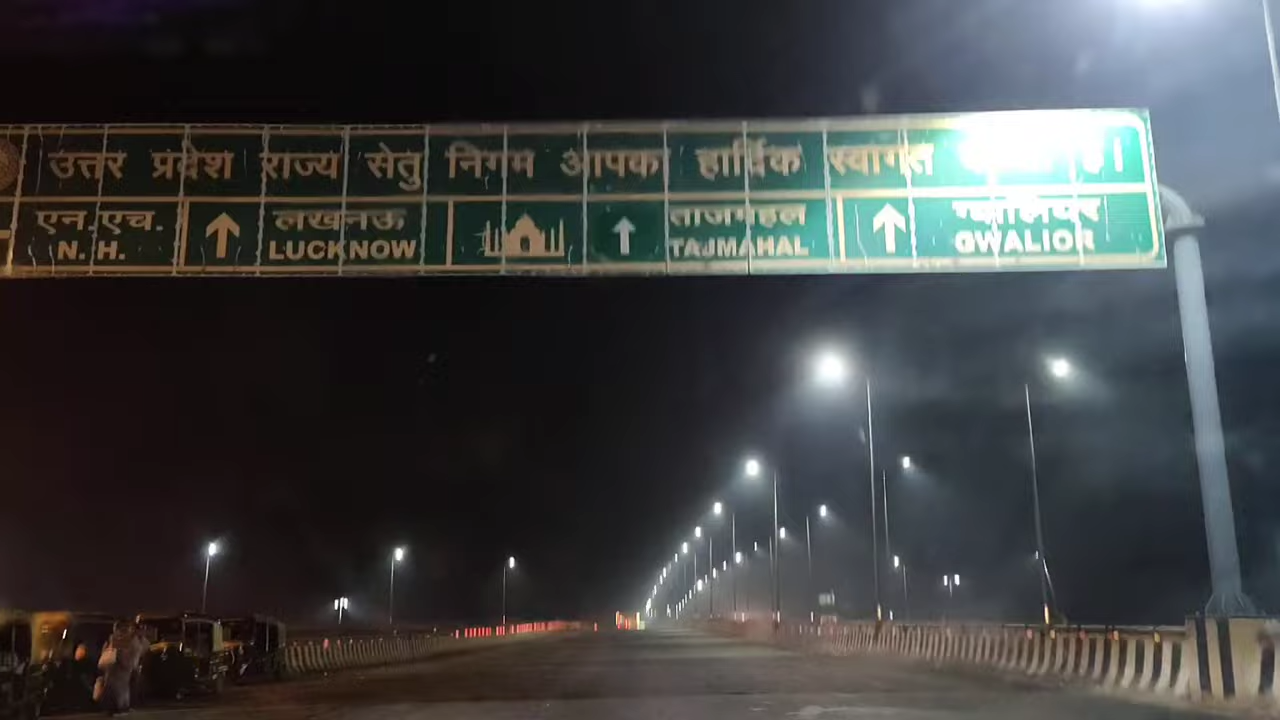 उत्तर प्रदेश राज्य सेतु निगम आपका हार्दिक स्वागत है।
एन.एच.
N. H.
लखनऊ
LUCKNOW
ताजमहल
TAJMAHAL
ग्वालियर
GWALIOR